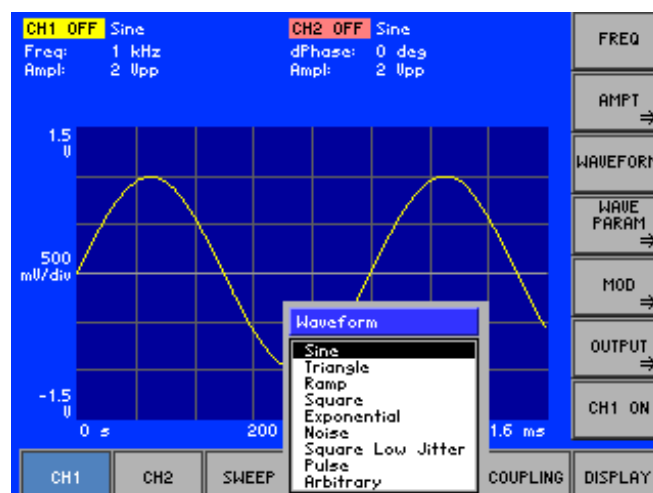 CH1 OFF Sine
Freq: 1 kHz
Ampl: 2 Vpp
CH2 OFF Sine
dPhase: 0 deg
Ampl: 2 Vpp
1.5
V
500
mV/div
-1.5
V
0 s
200
1.6 ms
Waveform
Sine
Triangle
Ramp
Square
Exponential
Noise
Square Low Jitter
Pulse
Arbitrary
FREQ
AMPT
WAVEFORM
WAVE
PARAM
MOD
OUTPUT
CH1 ON
CH1
CH2
SWEEP
COUPLING
DISPLAY